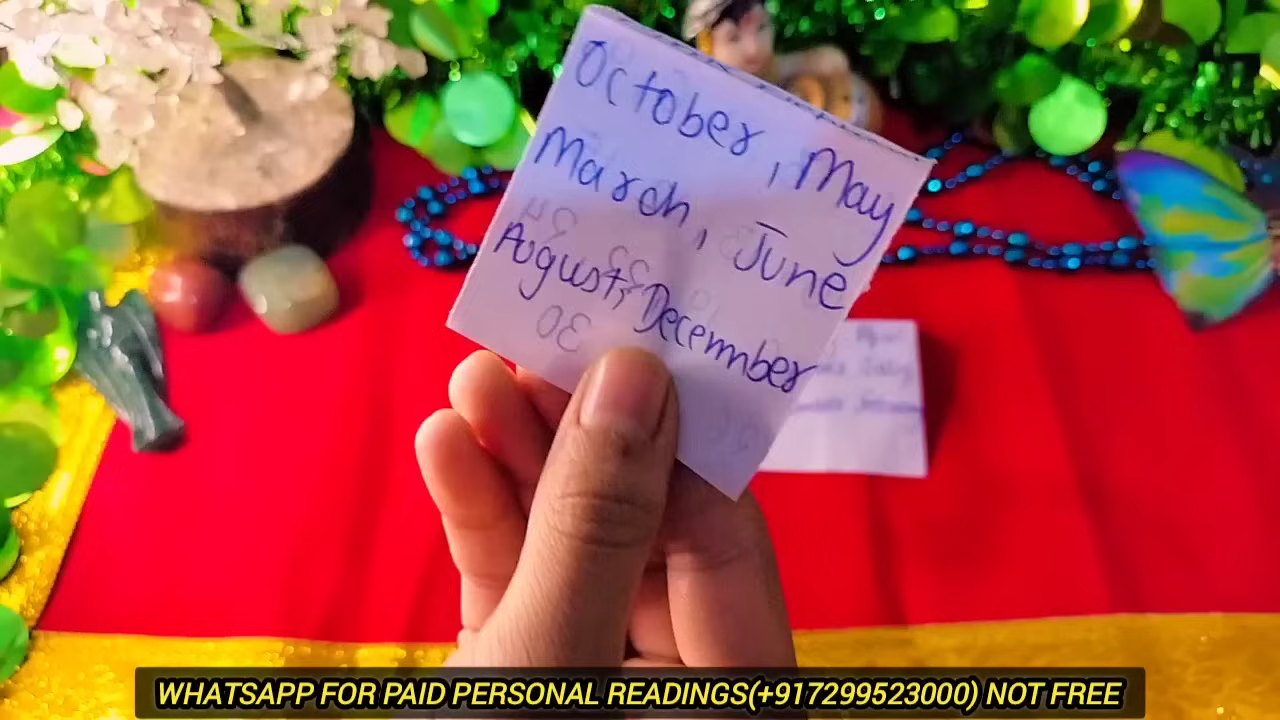 October, May
March, June
August, December
WHATSAPP FOR PAID PERSONAL READINGS(+917299523000) NOT FREE